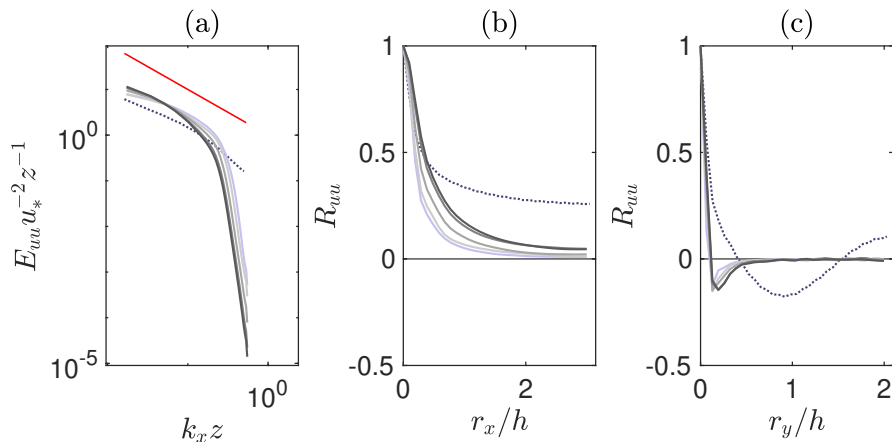 (a)
(b)
(c)
E_{uu} u_*^{-2} z^{-1}
10^0
10^{-5}
10^0
k_x z
R_{uu}
1
0.5
0
-0.5
0
2
r_x/h
R_{uu}
1
0.5
0
-0.5
0
1
2
r_y/h